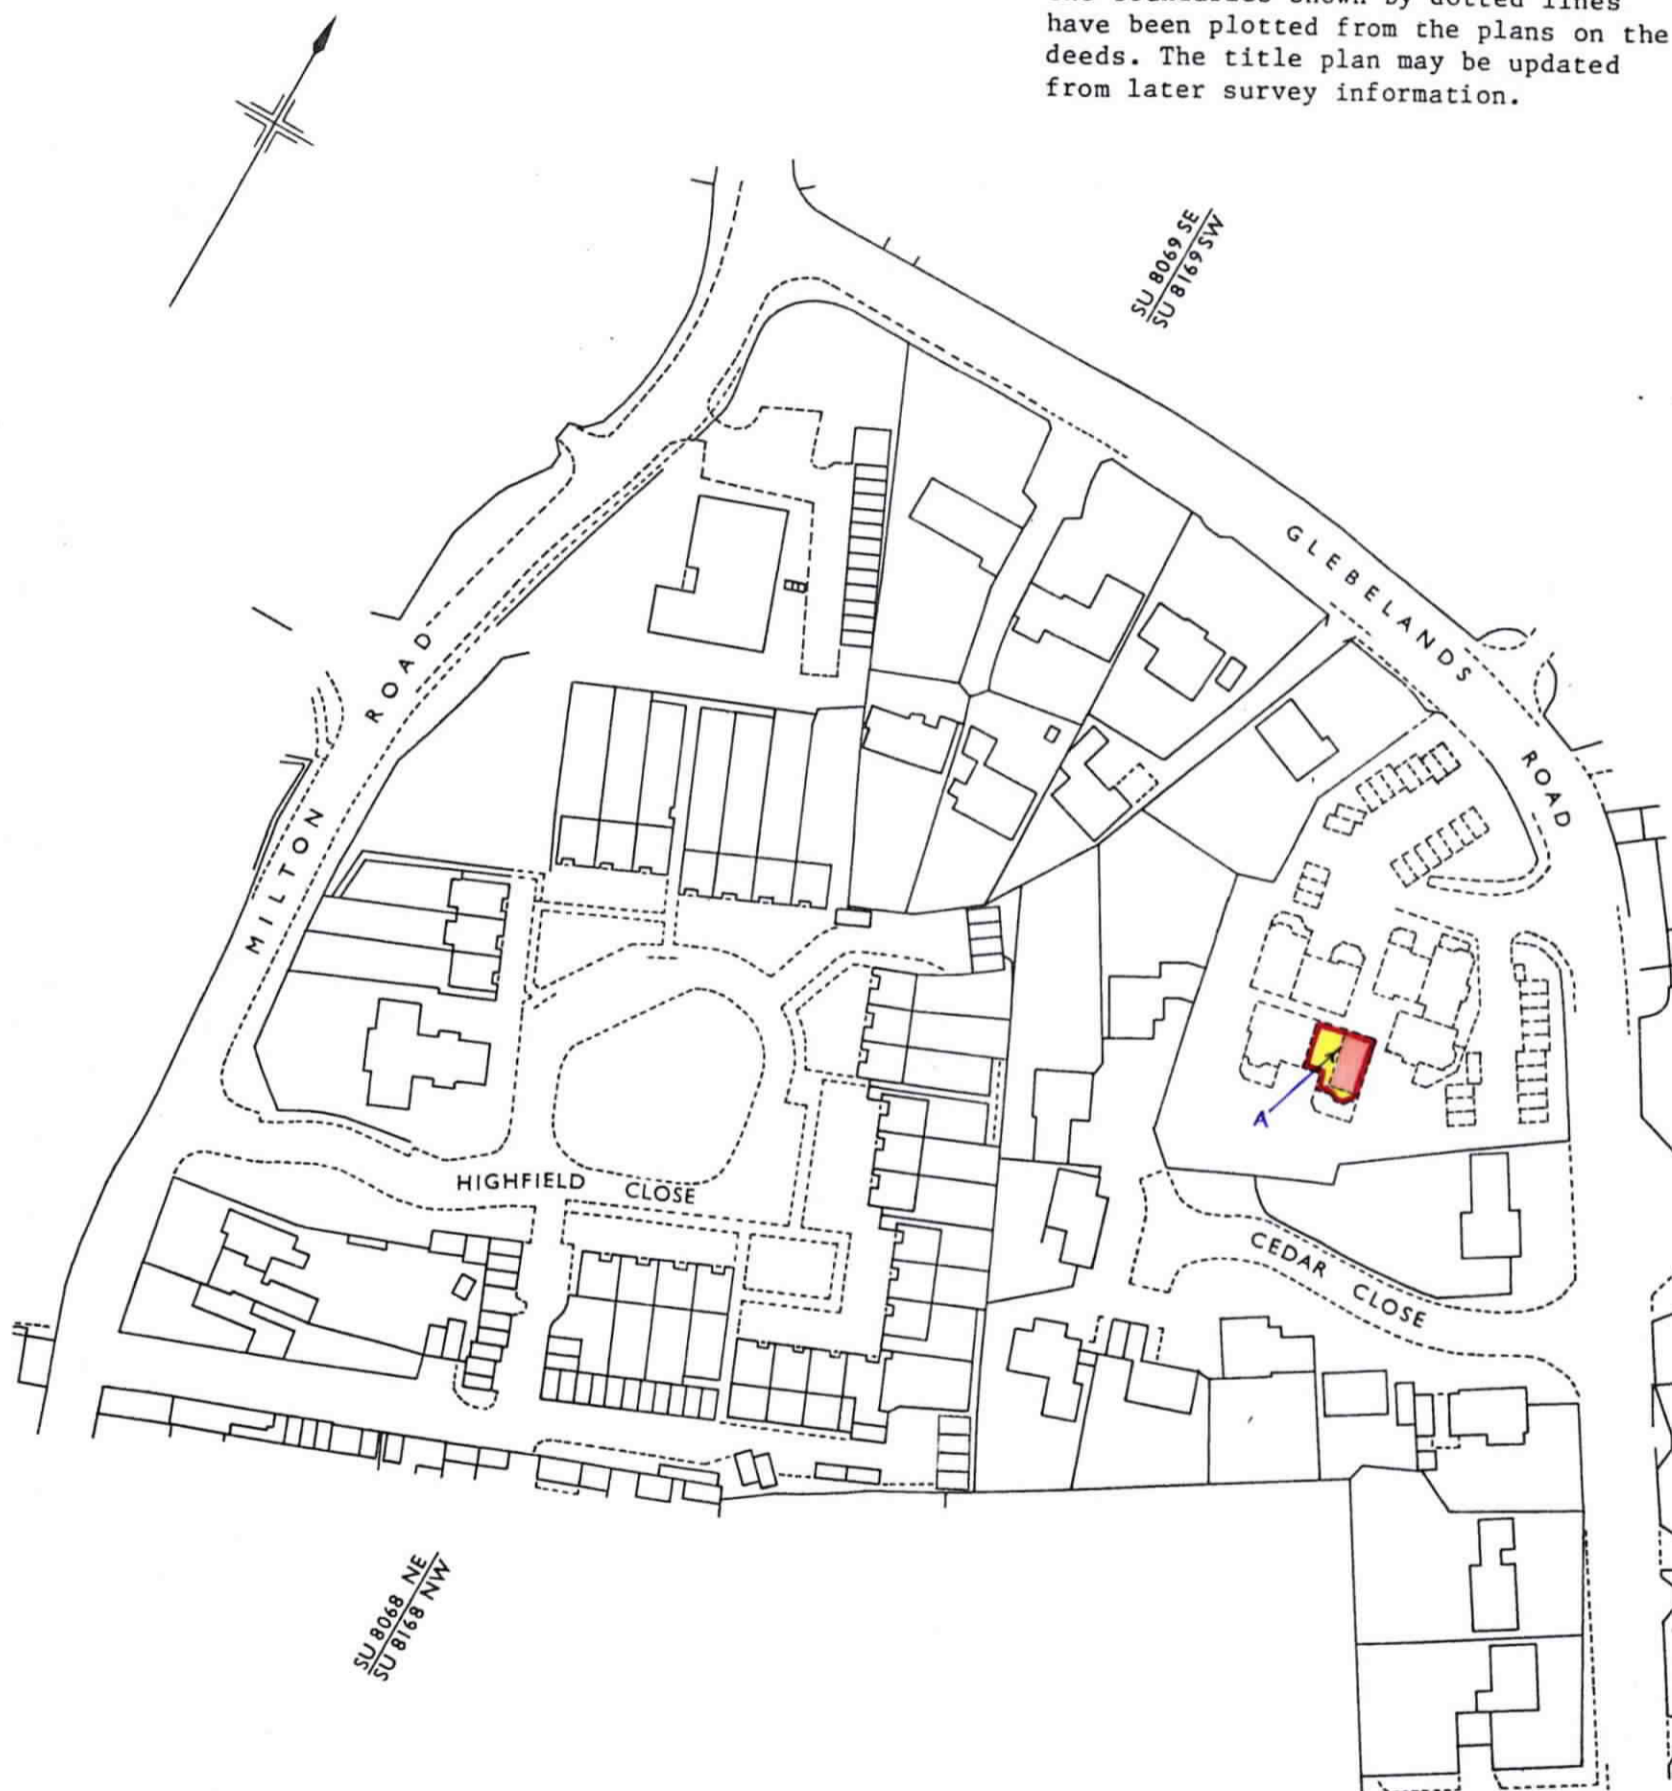 have been plotted from the plans on the
deeds. The title plan may be updated
from later survey information.
SU 8069 SE
SU 8169 SW
GLEBELANDS ROAD
MILTON ROAD
A
HIGHFIELD CLOSE
CEDAR CLOSE
SU 8068 NE
SU 8168 NW